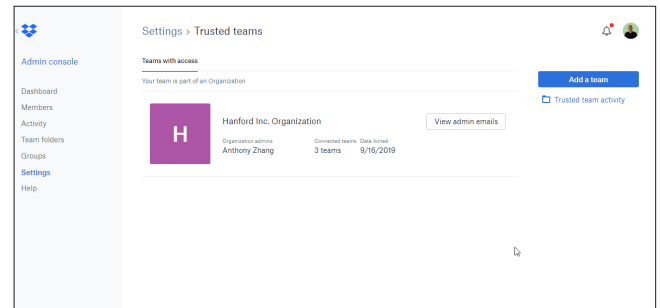 Settings > Trusted teams
Admin console
Dashboard
Members
Activity
Team folders
Groups
Settings
Help
Teams with access
Your team is part of an Organization
H
Hanford Inc. Organization
Organization admins
Anthony Zhang
Connected teams
3 teams
Date Joined
9/16/2019
View admin emails
Add a team
Trusted team activity